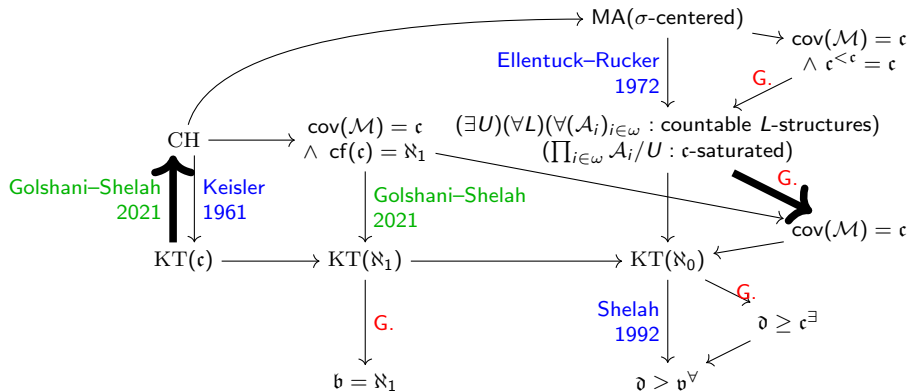 MA(σ-centered)
cov(ℳ) = 𝔠
∧ 𝔠^{<𝔠} = 𝔠
Ellentuck–Rucker
1972
G.
cov(ℳ) = 𝔠
∧ cf(𝔠) = ℵ₁
(∃U)(∀L)(∀(𝒜ᵢ)_{i∈ω} : countable L-structures)
(∏_{i∈ω} 𝒜ᵢ/U : 𝔠-saturated)
CH
Golshani–Shelah
2021
Keisler
1961
Golshani–Shelah
2021
G.
cov(ℳ) = 𝔠
KT(𝔠)
KT(ℵ₁)
KT(ℵ₀)
G.
Shelah
1992
G.
𝔡 ≥ 𝔠^∃
𝔟 = ℵ₁
𝔡 > 𝔳^∀